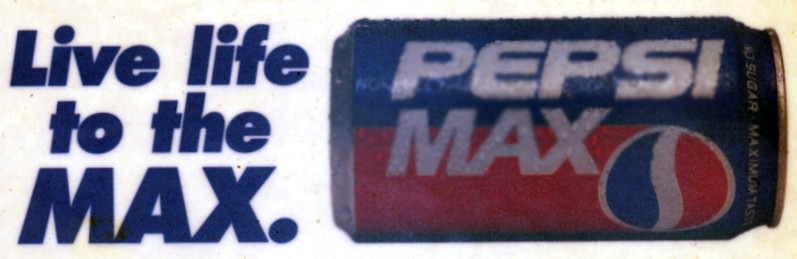 Live life
to the
MAX.
PEPSI
MAX
NO SUGAR · MAXIMUM TASTE